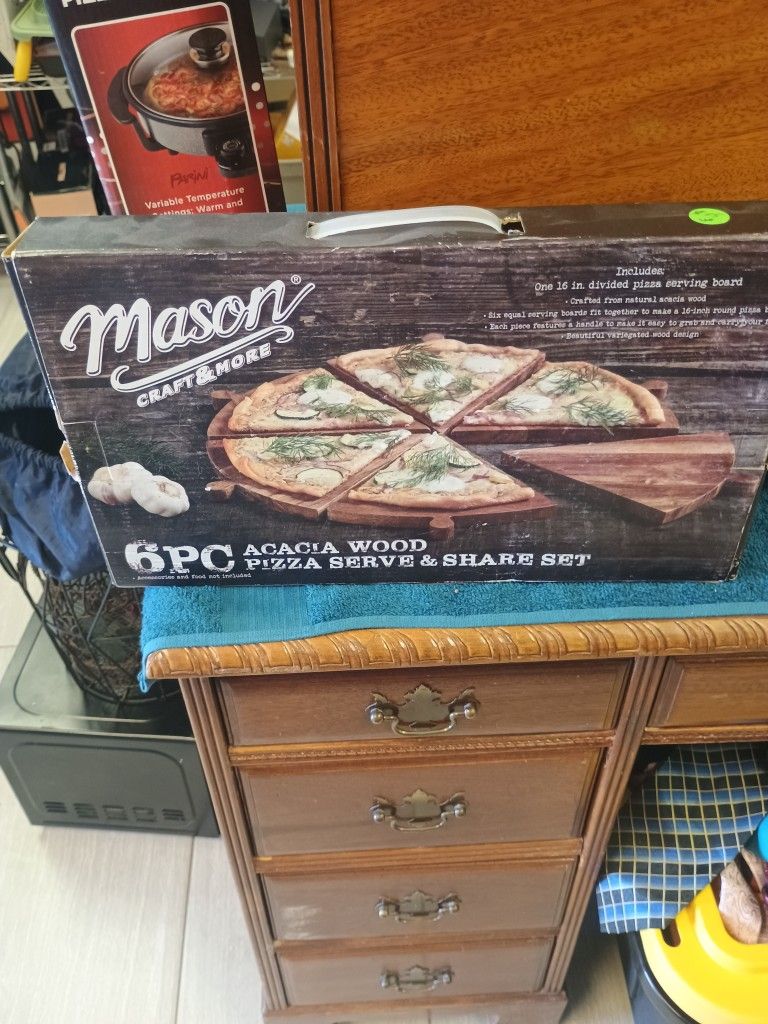 Parini
Variable Temperature
Settings: Warm and
Mason®
CRAFT & MORE
Includes:
One 16 in. divided pizza serving board
• Crafted from natural acacia wood
• Six equal serving boards fit together to make a 16-inch round pizza
• Each piece features a handle to make it easy to grab and carry your
• Beautiful variegated wood design
6PC ACACIA WOOD
PIZZA SERVE & SHARE SET
• Accessories and food not included